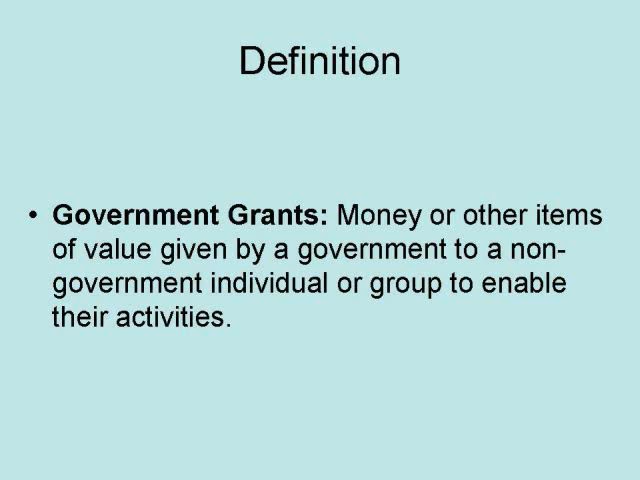 Definition
• Government Grants: Money or other items
of value given by a government to a non-
government individual or group to enable
their activities.